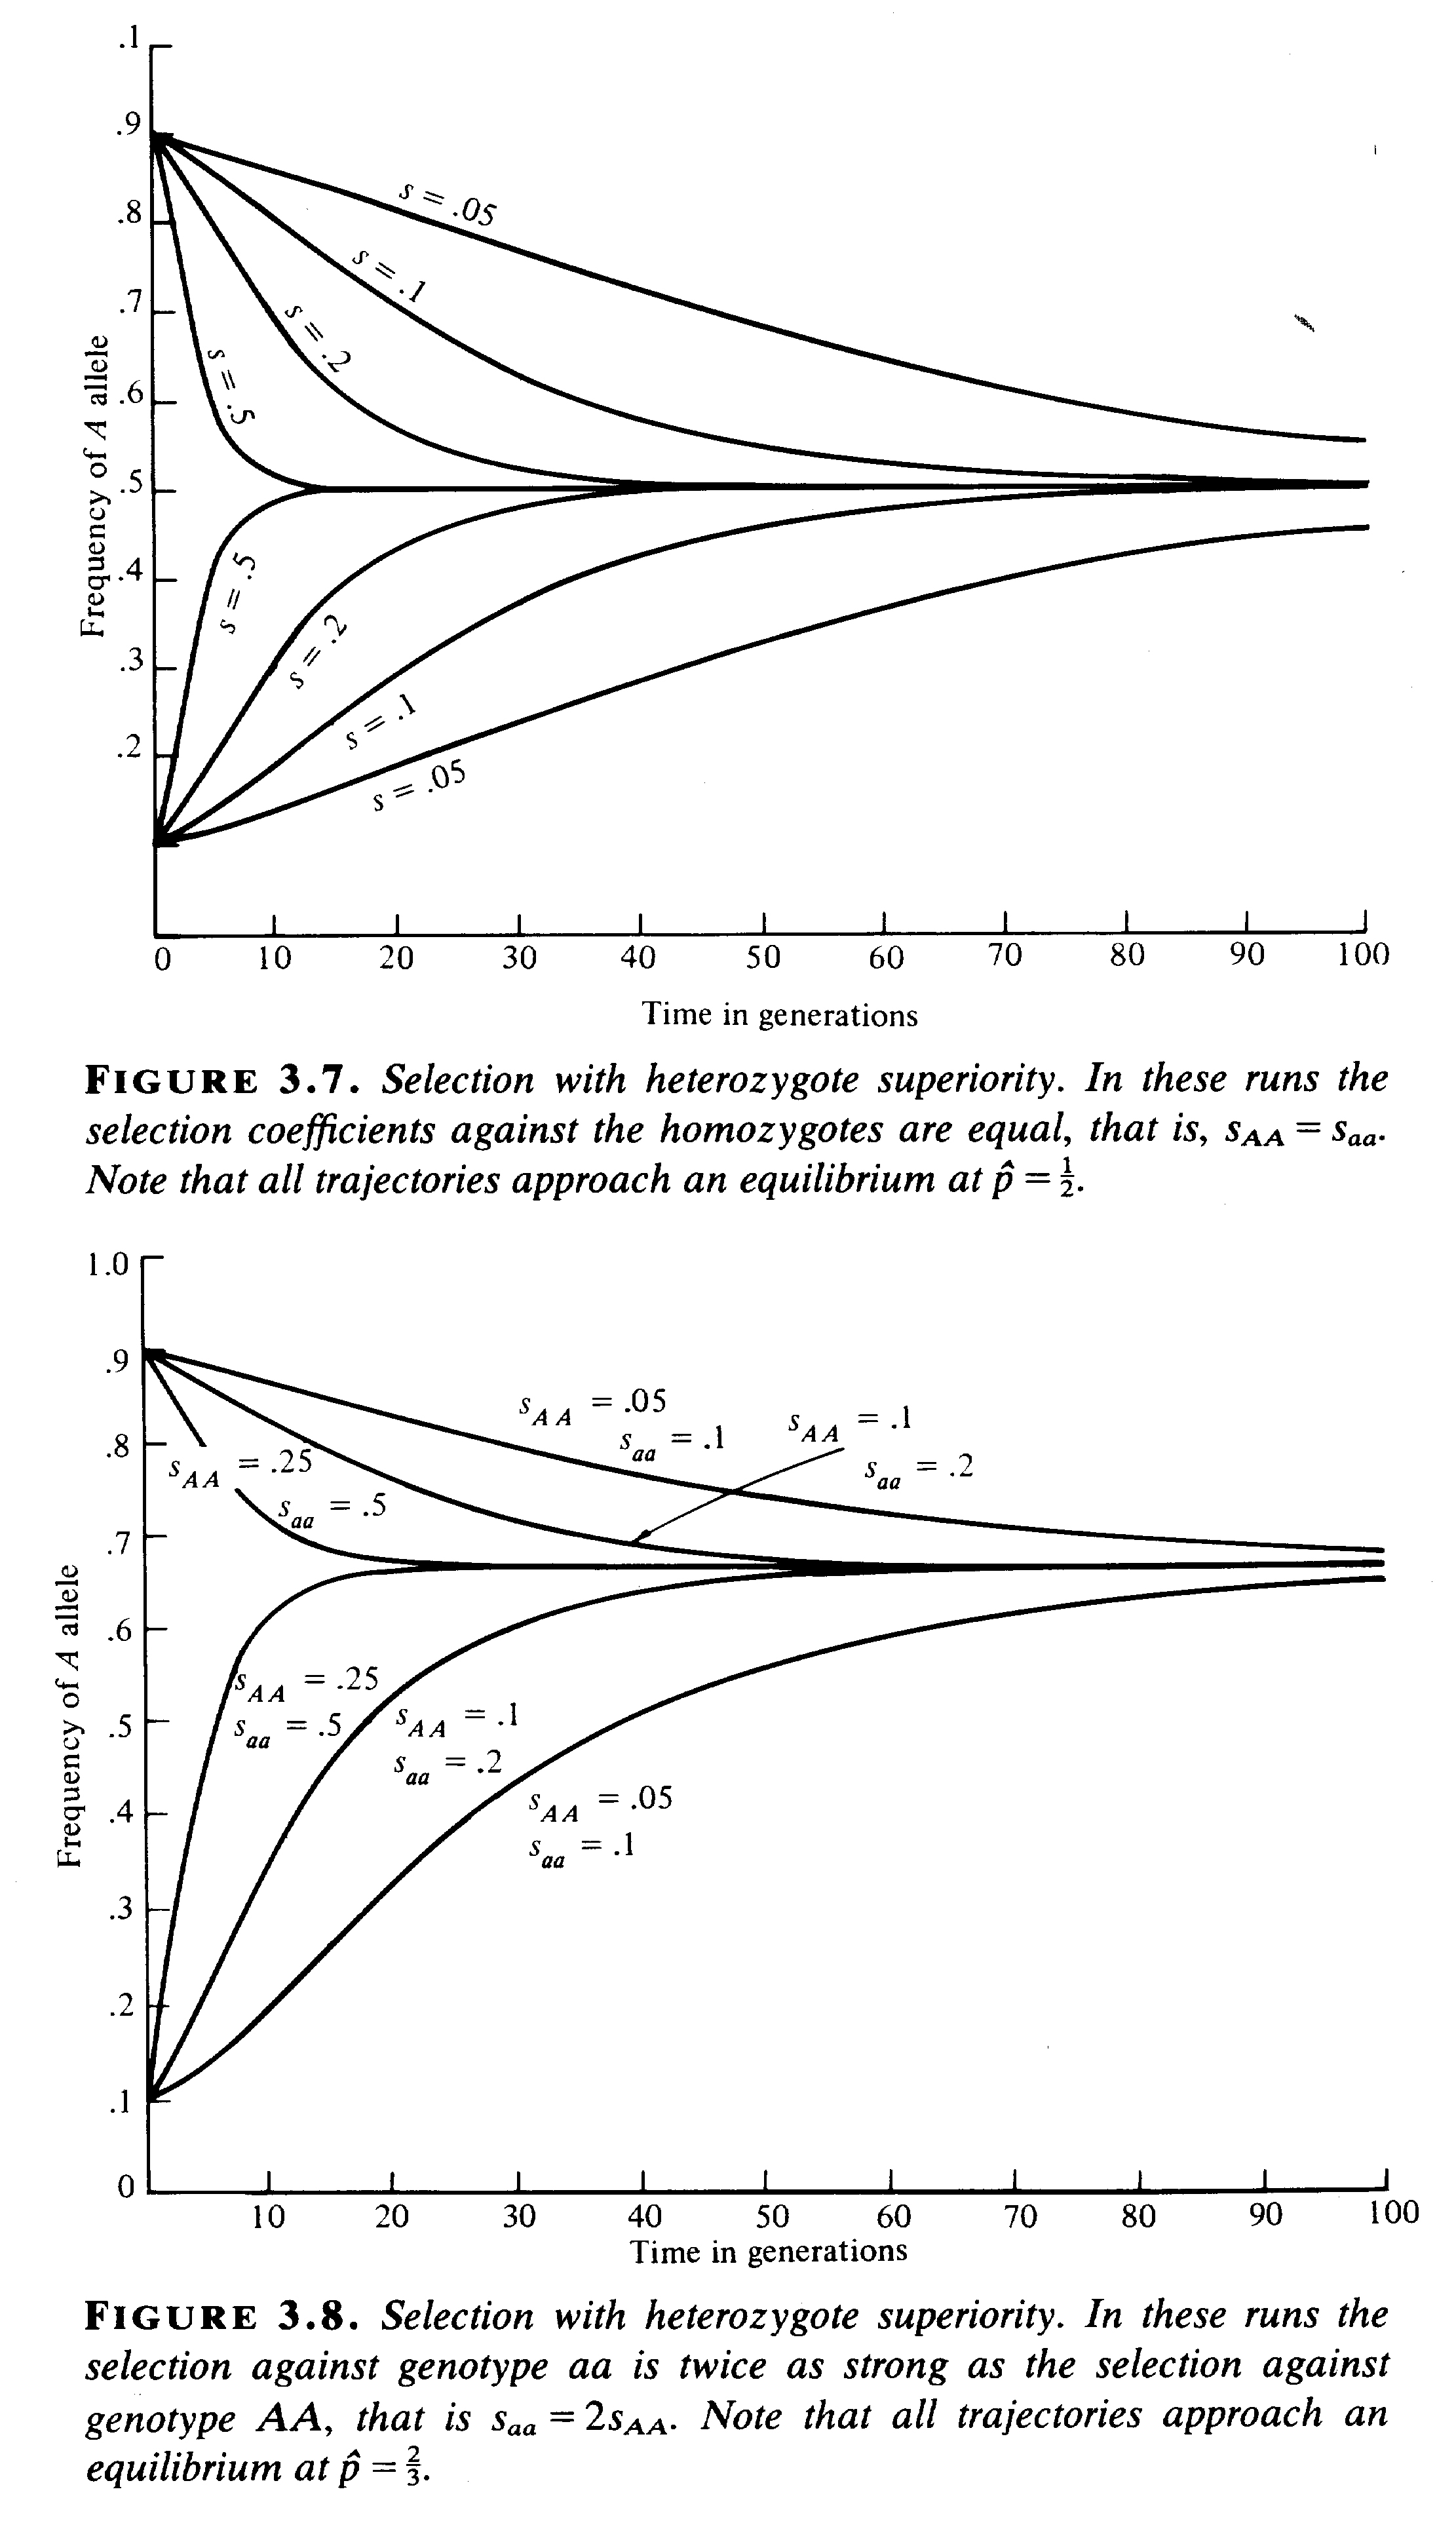 .1
.9
.8
.7
.6
.5
.4
.3
.2
Frequency of A allele
s = .05
s = .1
s = .2
s = .5
s = .5
s = .2
s = .1
s = .05
0 10 20 30 40 50 60 70 80 90 100
Time in generations
FIGURE 3.7. Selection with heterozygote superiority. In these runs the
selection coefficients against the homozygotes are equal, that is, sAA = saa.
Note that all trajectories approach an equilibrium at p̂ = ½.
1.0
.9
.8
.7
.6
.5
.4
.3
.2
.1
0
Frequency of A allele
sAA = .05
saa = .1
sAA = .1
saa = .2
sAA = .25
saa = .5
sAA = .25
saa = .5
sAA = .1
saa = .2
sAA = .05
saa = .1
10 20 30 40 50 60 70 80 90 100
Time in generations
FIGURE 3.8. Selection with heterozygote superiority. In these runs the
selection against genotype aa is twice as strong as the selection against
genotype AA, that is saa = 2sAA. Note that all trajectories approach an
equilibrium at p̂ = ⅔.